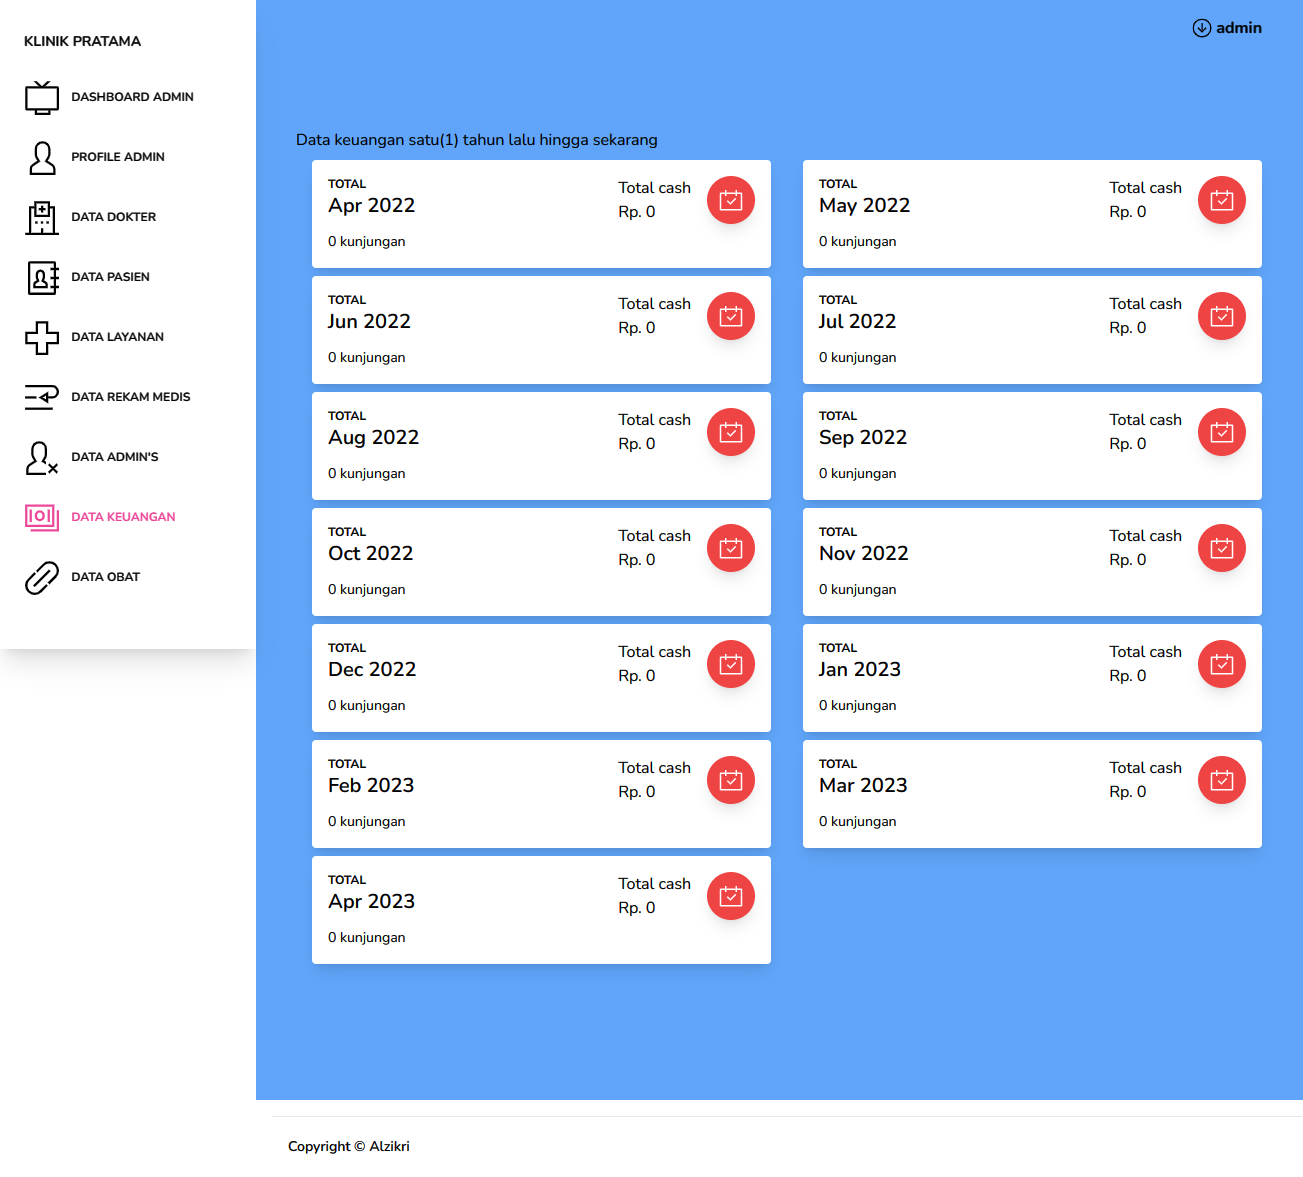 KLINIK PRATAMA
DASHBOARD ADMIN
PROFILE ADMIN
DATA DOKTER
DATA PASIEN
DATA LAYANAN
DATA REKAM MEDIS
DATA ADMIN'S
DATA KEUANGAN
DATA OBAT
admin
Data keuangan satu(1) tahun lalu hingga sekarang
TOTAL
Apr 2022
0 kunjungan
Total cash
Rp. 0
TOTAL
May 2022
0 kunjungan
Total cash
Rp. 0
TOTAL
Jun 2022
0 kunjungan
Total cash
Rp. 0
TOTAL
Jul 2022
0 kunjungan
Total cash
Rp. 0
TOTAL
Aug 2022
0 kunjungan
Total cash
Rp. 0
TOTAL
Sep 2022
0 kunjungan
Total cash
Rp. 0
TOTAL
Oct 2022
0 kunjungan
Total cash
Rp. 0
TOTAL
Nov 2022
0 kunjungan
Total cash
Rp. 0
TOTAL
Dec 2022
0 kunjungan
Total cash
Rp. 0
TOTAL
Jan 2023
0 kunjungan
Total cash
Rp. 0
TOTAL
Feb 2023
0 kunjungan
Total cash
Rp. 0
TOTAL
Mar 2023
0 kunjungan
Total cash
Rp. 0
TOTAL
Apr 2023
0 kunjungan
Total cash
Rp. 0
Copyright © Alzikri